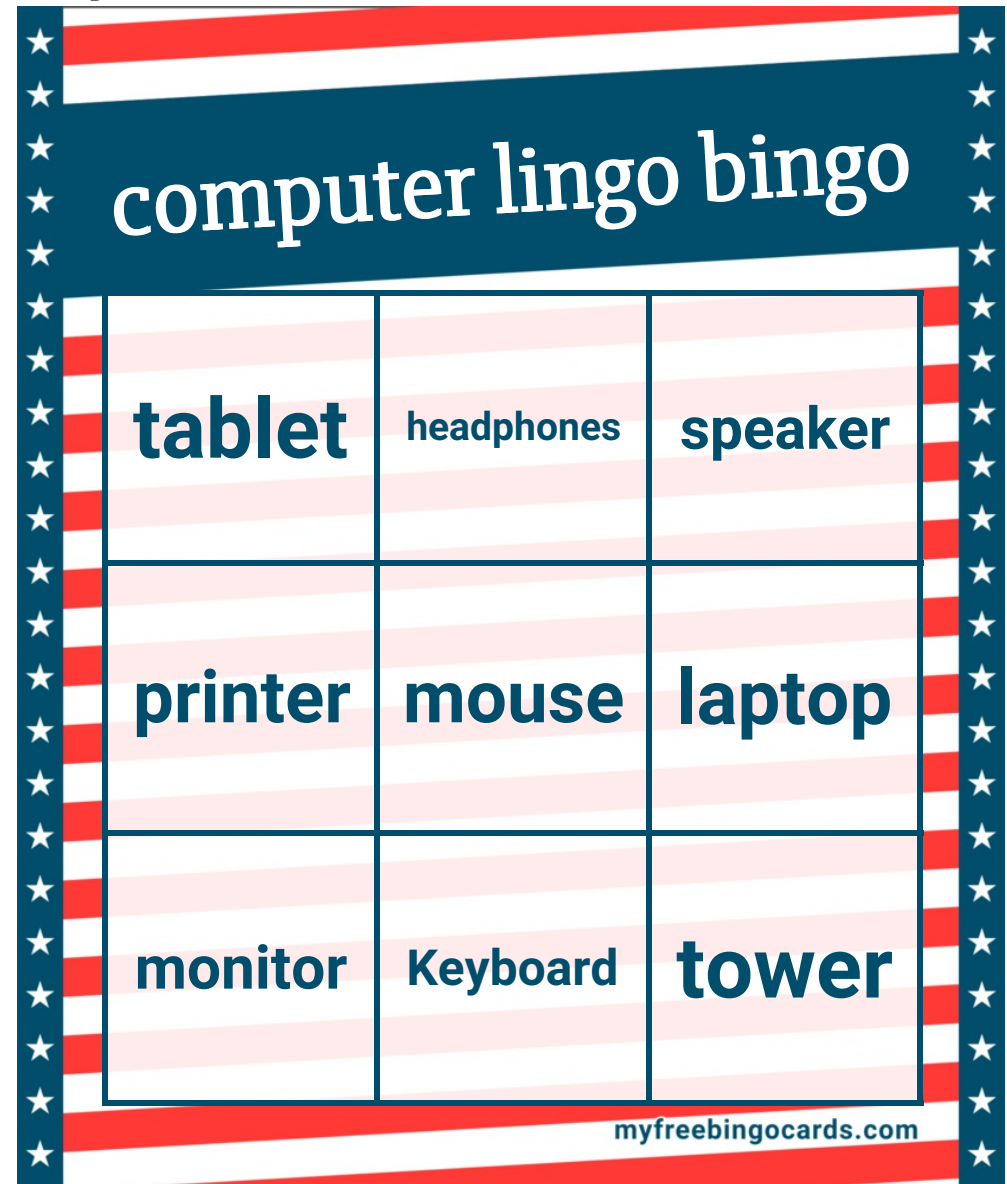 computer lingo bingo
tablet headphones speaker
printer mouse laptop
monitor Keyboard tower
myfreebingocards.com